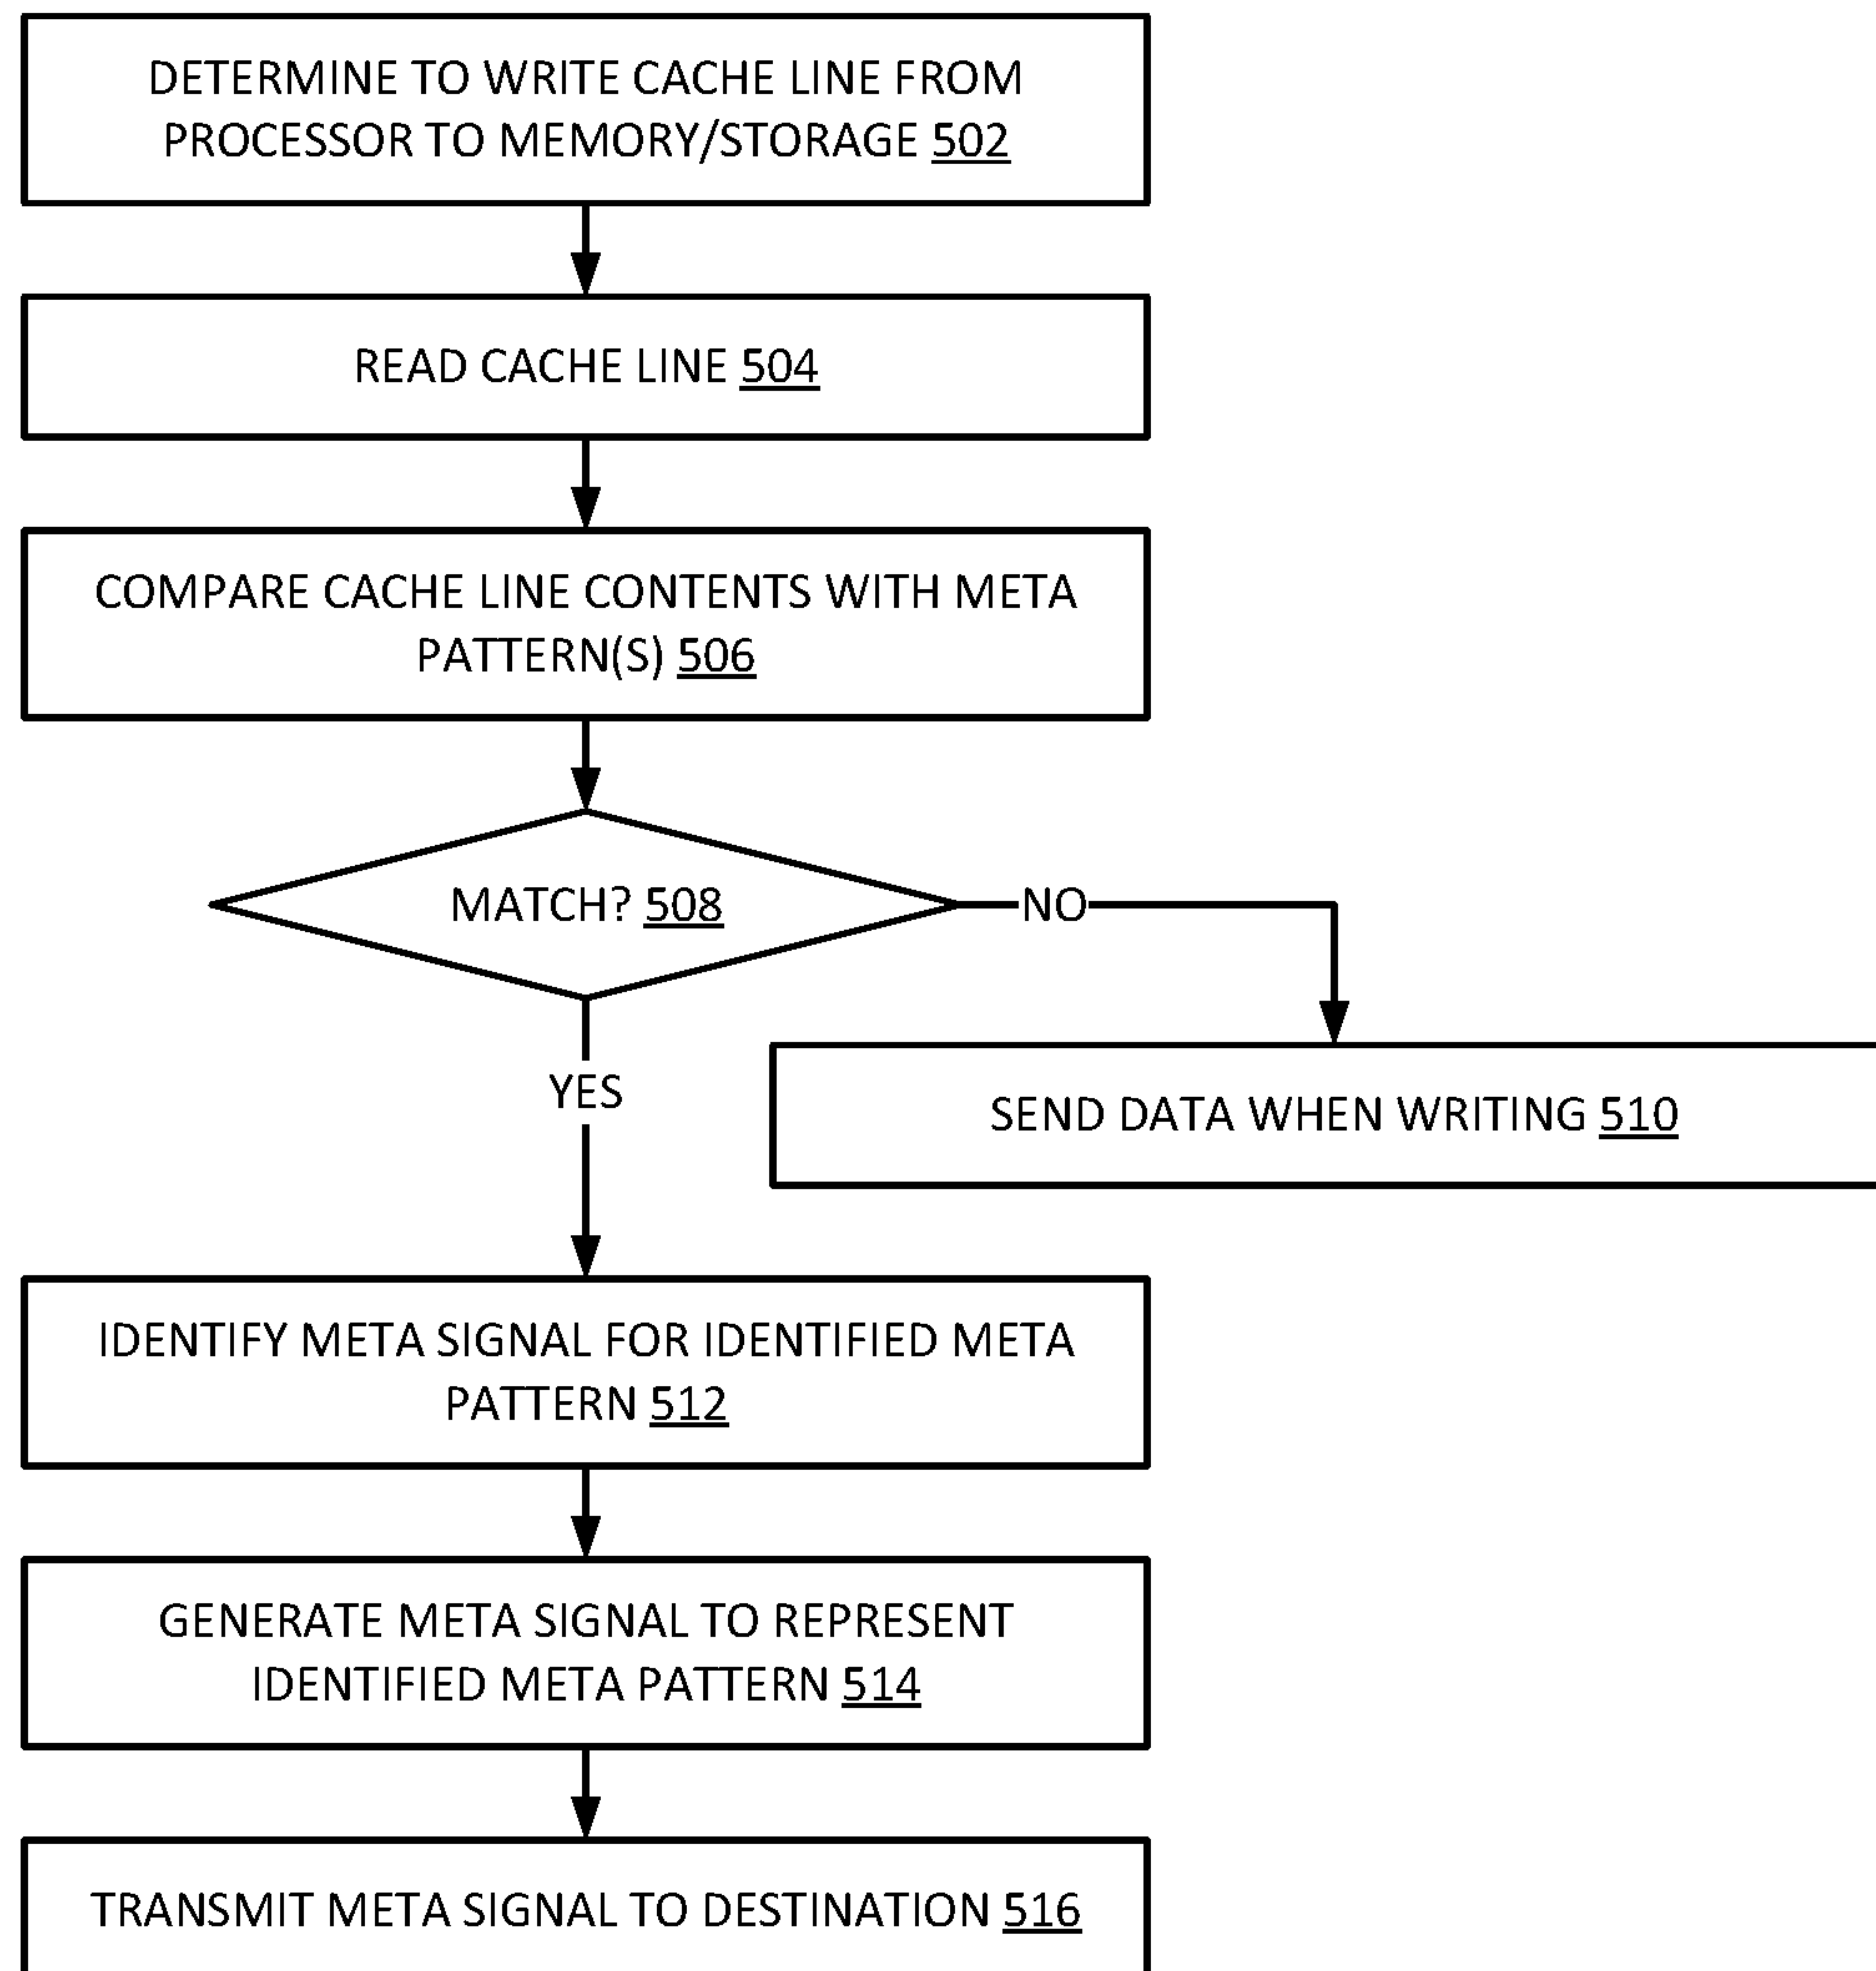 DETERMINE TO WRITE CACHE LINE FROM
PROCESSOR TO MEMORY/STORAGE 502
READ CACHE LINE 504
COMPARE CACHE LINE CONTENTS WITH META
PATTERN(S) 506
MATCH? 508
NO
YES
SEND DATA WHEN WRITING 510
IDENTIFY META SIGNAL FOR IDENTIFIED META
PATTERN 512
GENERATE META SIGNAL TO REPRESENT
IDENTIFIED META PATTERN 514
TRANSMIT META SIGNAL TO DESTINATION 516